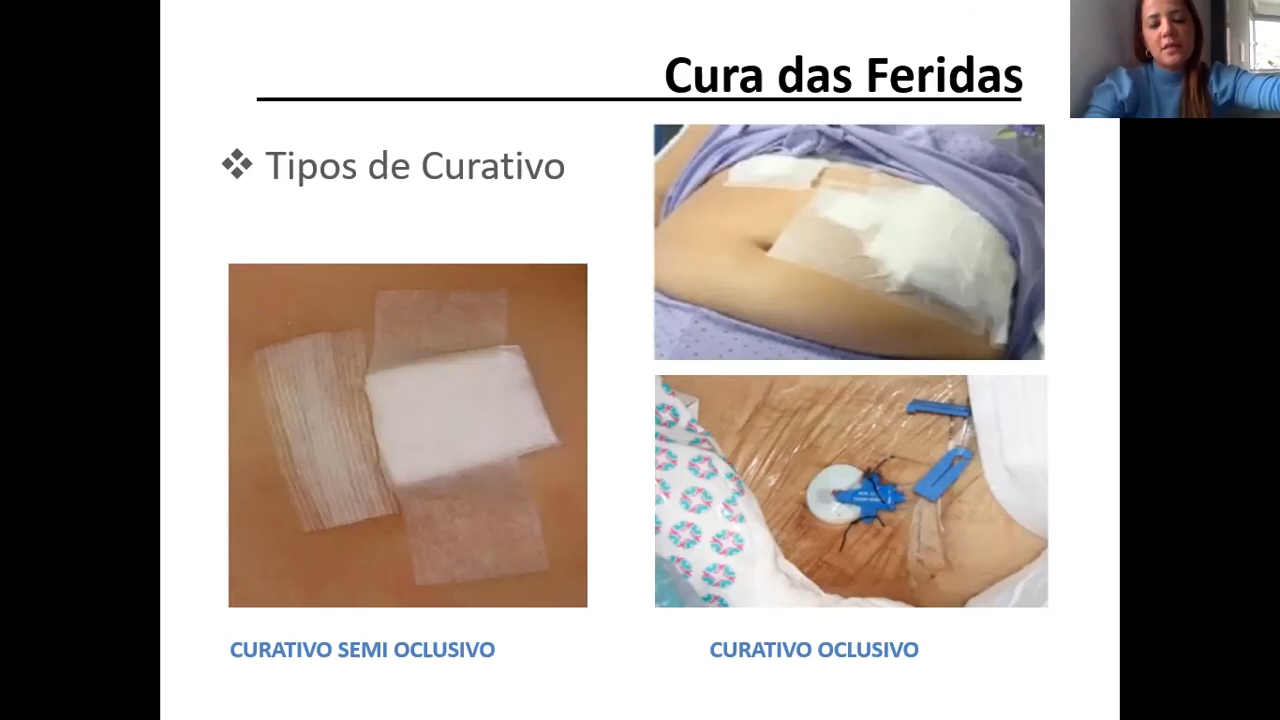 Cura das Feridas
❖ Tipos de Curativo
CURATIVO SEMI OCLUSIVO
CURATIVO OCLUSIVO